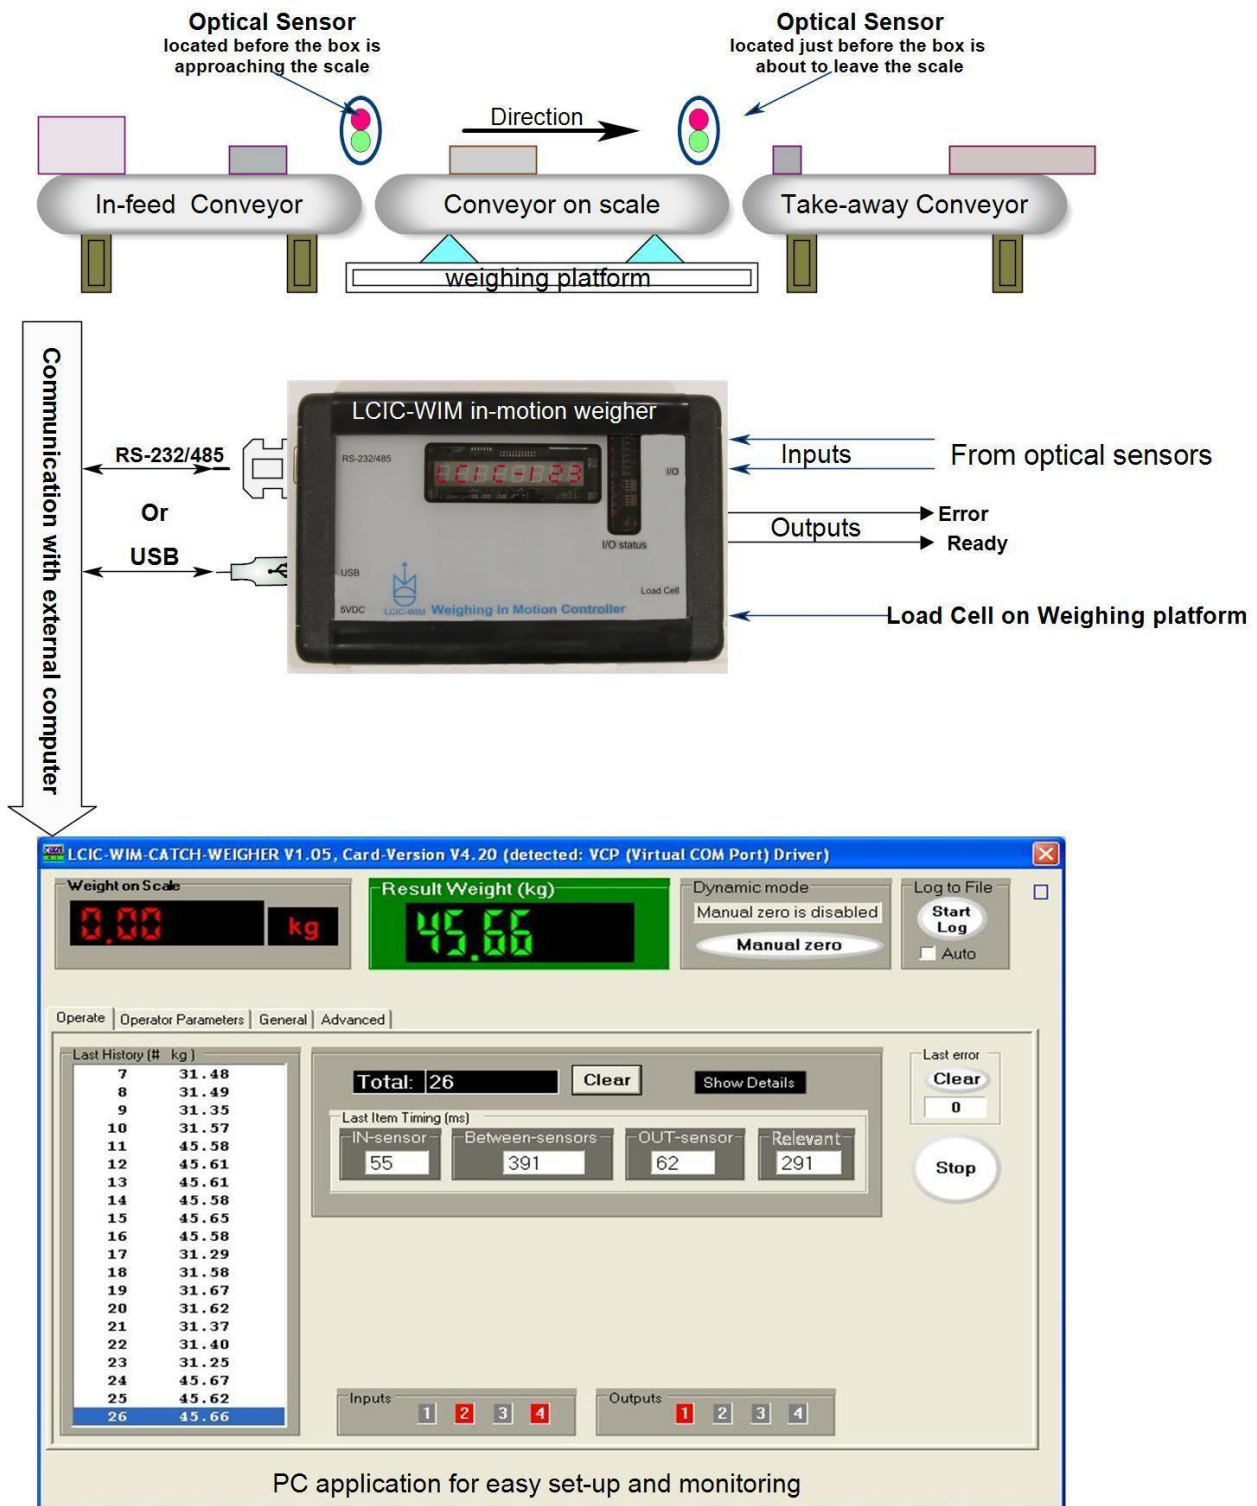 Optical Sensor
located before the box is
approaching the scale
Optical Sensor
located just before the box is
about to leave the scale
Direction
In-feed Conveyor
Conveyor on scale
Take-away Conveyor
weighing platform
Communication with external computer
RS-232/485
Or
USB
LCIC-WIM in-motion weigher
RS-232/485
LCIC-123
I/O
I/O status
USB
Load Cell
5VDC
LCIC-WIM Weighing In Motion Controller
Inputs
From optical sensors
Outputs
Error
Ready
Load Cell on Weighing platform
LCIC-WIM-CATCH-WEIGHER V1.05, Card-Version V4.20 (detected: VCP (Virtual COM Port) Driver)
Weight on Scale
0.00
kg
Result Weight (kg)
45.66
Dynamic mode
Manual zero is disabled
Manual zero
Log to File
Start
Log
Auto
Operate
Operator Parameters
General
Advanced
Last History (# kg )
7 31.48
8 31.49
9 31.35
10 31.57
11 45.58
12 45.61
13 45.61
14 45.58
15 45.65
16 45.58
17 31.29
18 31.58
19 31.67
20 31.62
21 31.37
22 31.40
23 31.25
24 45.67
25 45.62
26 45.66
Total: 26
Clear
Show Details
Last Item Timing (ms)
IN-sensor
55
Between-sensors
391
OUT-sensor
62
Relevant
291
Last error
Clear
0
Stop
Inputs
1 2 3 4
Outputs
1 2 3 4
PC application for easy set-up and monitoring